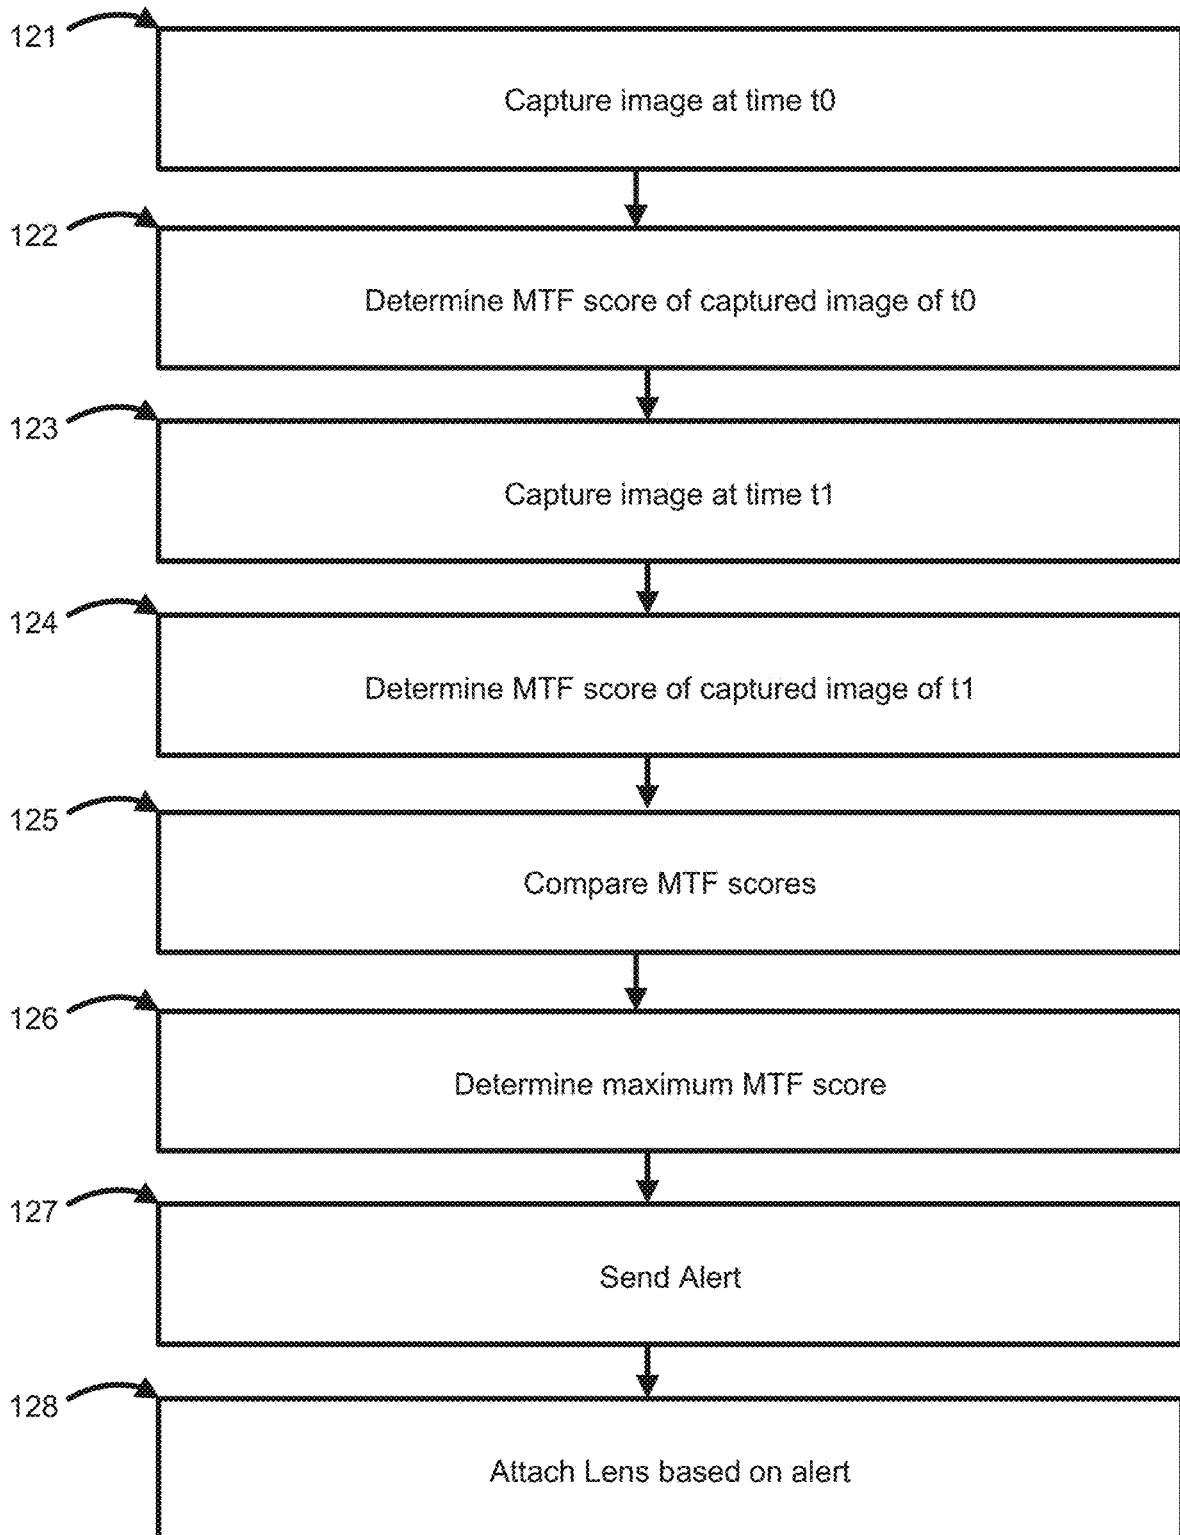 121
Capture image at time t0
122
Determine MTF score of captured image of t0
123
Capture image at time t1
124
Determine MTF score of captured image of t1
125
Compare MTF scores
126
Determine maximum MTF score
127
Send Alert
128
Attach Lens based on alert